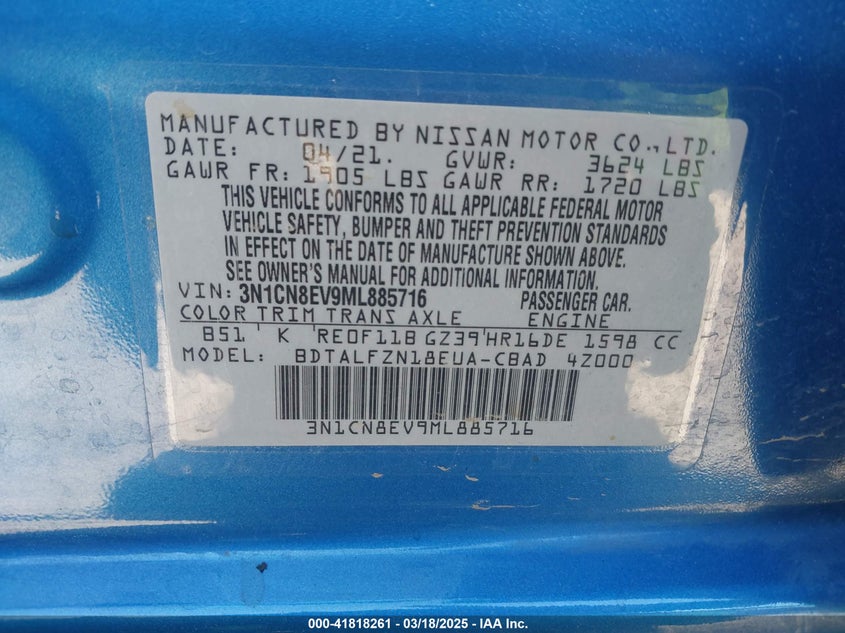 MANUFACTURED BY NISSAN MOTOR CO., LTD.
DATE: 04/21. GVWR: 3624 LBS
GAWR FR: 1905 LBS GAWR RR: 1720 LBS
THIS VEHICLE CONFORMS TO ALL APPLICABLE FEDERAL MOTOR
VEHICLE SAFETY, BUMPER AND THEFT PREVENTION STANDARDS
IN EFFECT ON THE DATE OF MANUFACTURE SHOWN ABOVE.
SEE OWNER'S MANUAL FOR ADDITIONAL INFORMATION.
VIN: 3N1CN8EV9ML885716 PASSENGER CAR.
COLOR TRIM TRANS AXLE ENGINE
B51 K RE0F11B GZ39 HR16DE 1598 CC
MODEL: BDTALFZN18EUA-CBAD 4Z000
3N1CN8EV9ML885716
000-41818261 - 03/18/2025 - IAA Inc.